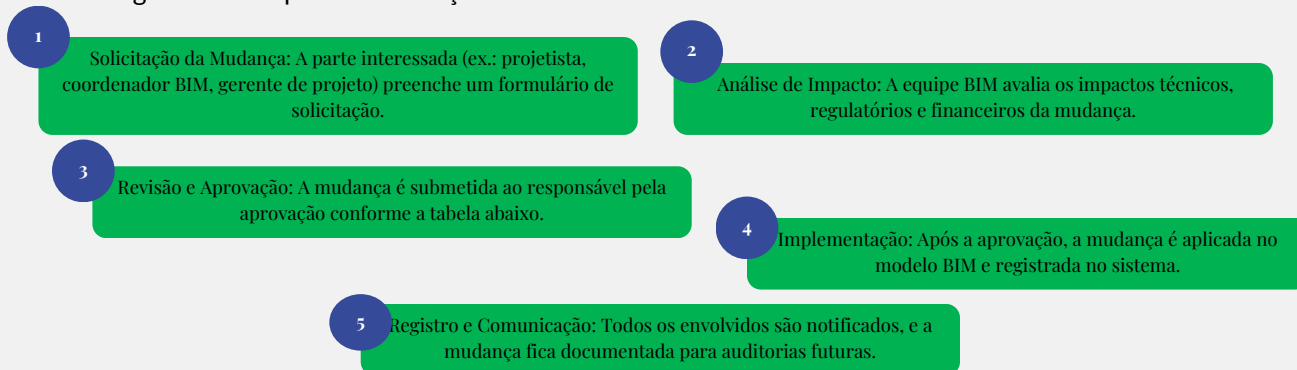 1
Solicitação da Mudança: A parte interessada (ex.: projetista,
coordenador BIM, gerente de projeto) preenche um formulário de
solicitação.
2
Análise de Impacto: A equipe BIM avalia os impactos técnicos,
regulatórios e financeiros da mudança.
3
Revisão e Aprovação: A mudança é submetida ao responsável pela
aprovação conforme a tabela abaixo.
4
Implementação: Após a aprovação, a mudança é aplicada no
modelo BIM e registrada no sistema.
5
Registro e Comunicação: Todos os envolvidos são notificados, e a
mudança fica documentada para auditorias futuras.